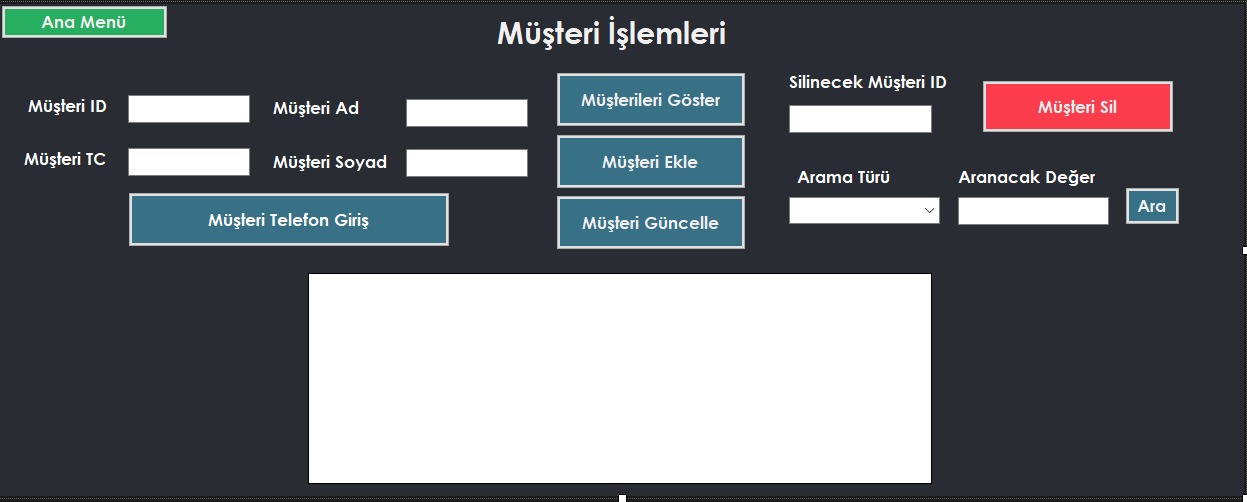 Ana Menü
Müşteri İşlemleri
Müşteri ID
Müşteri Ad
Müşteri TC
Müşteri Soyad
Müşteri Telefon Giriş
Müşterileri Göster
Müşteri Ekle
Müşteri Güncelle
Silinecek Müşteri ID
Müşteri Sil
Arama Türü
Aranacak Değer
Ara